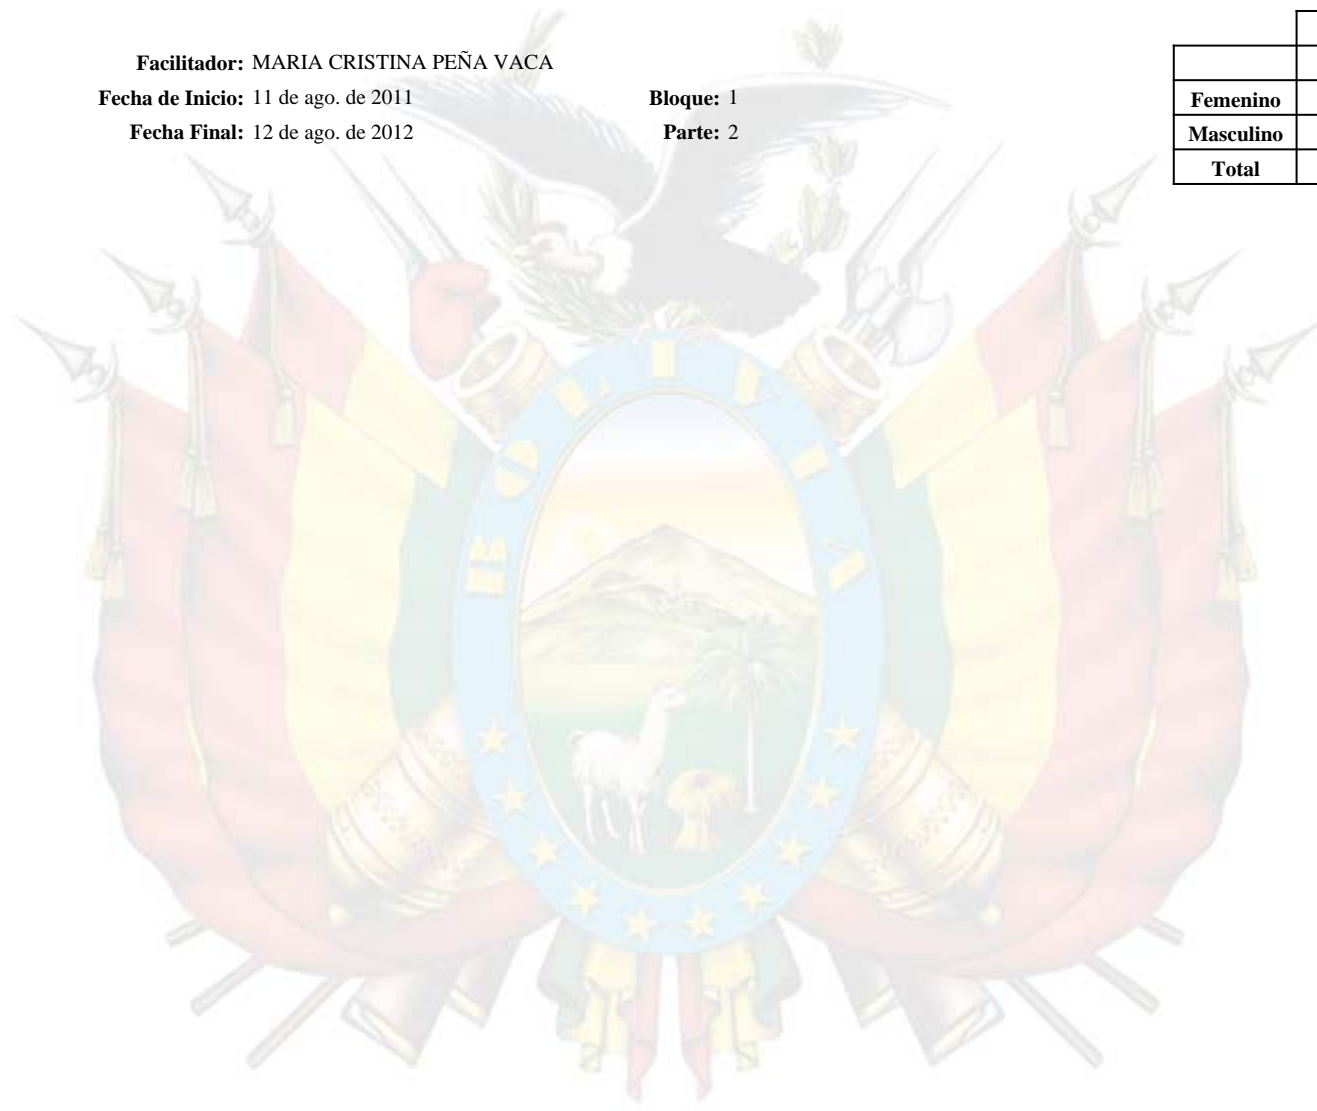 Facilitador: MARIA CRISTINA PEÑA VACA
Fecha de Inicio: 11 de ago. de 2011 Bloque: 1
Fecha Final: 12 de ago. de 2012 Parte: 2
Femenino
Masculino
Total
BOLIVIA